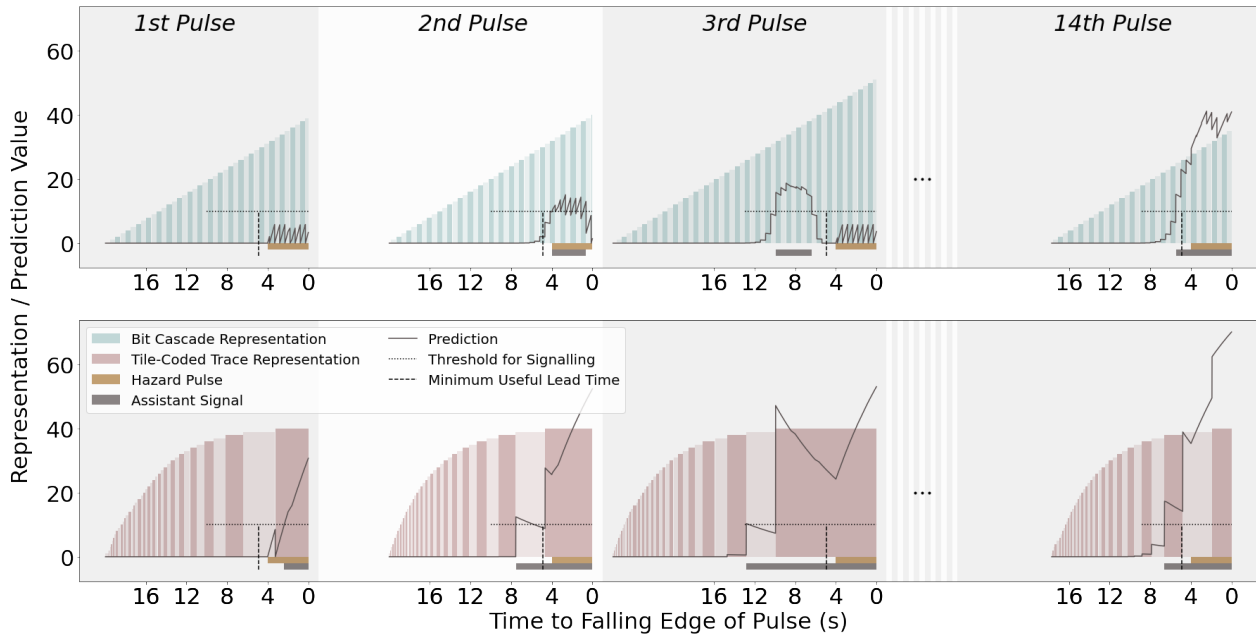 Representation / Prediction Value
1st Pulse 2nd Pulse 3rd Pulse 14th Pulse
60
40
20
0
...
16 12 8 4 0 16 12 8 4 0 16 12 8 4 0 16 12 8 4 0
60
40
20
0
Bit Cascade Representation
Tile-Coded Trace Representation
Hazard Pulse
Assistant Signal
Prediction
Threshold for Signalling
Minimum Useful Lead Time
...
16 12 8 4 0 16 12 8 4 0 16 12 8 4 0 16 12 8 4 0
Time to Falling Edge of Pulse (s)